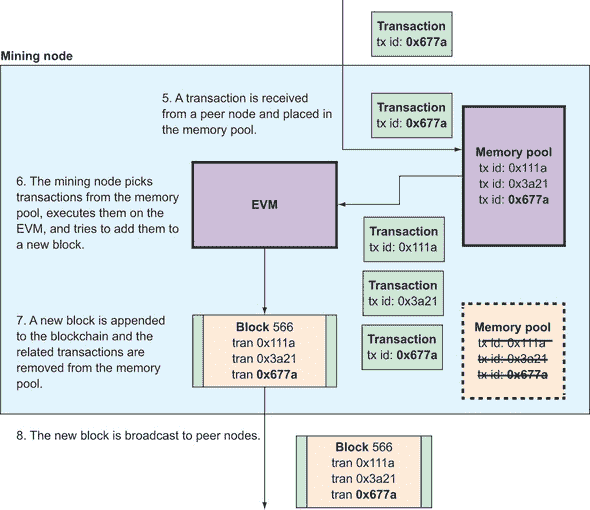 Transaction
tx id: 0x677a
Mining node
5. A transaction is received
from a peer node and placed in
the memory pool.
Transaction
tx id: 0x677a
Memory pool
tx id: 0x111a
tx id: 0x3a21
tx id: 0x677a
6. The mining node picks
transactions from the memory
pool, executes them on the
EVM, and tries to add them to
a new block.
EVM
Transaction
tx id: 0x111a
Transaction
tx id: 0x3a21
Transaction
tx id: 0x677a
7. A new block is appended
to the blockchain and the
related transactions are
removed from the memory
pool.
Block 566
tran 0x111a
tran 0x3a21
tran 0x677a
Memory pool
tx id: 0x111a
tx id: 0x3a21
tx id: 0x677a
8. The new block is broadcast to peer nodes.
Block 566
tran 0x111a
tran 0x3a21
tran 0x677a